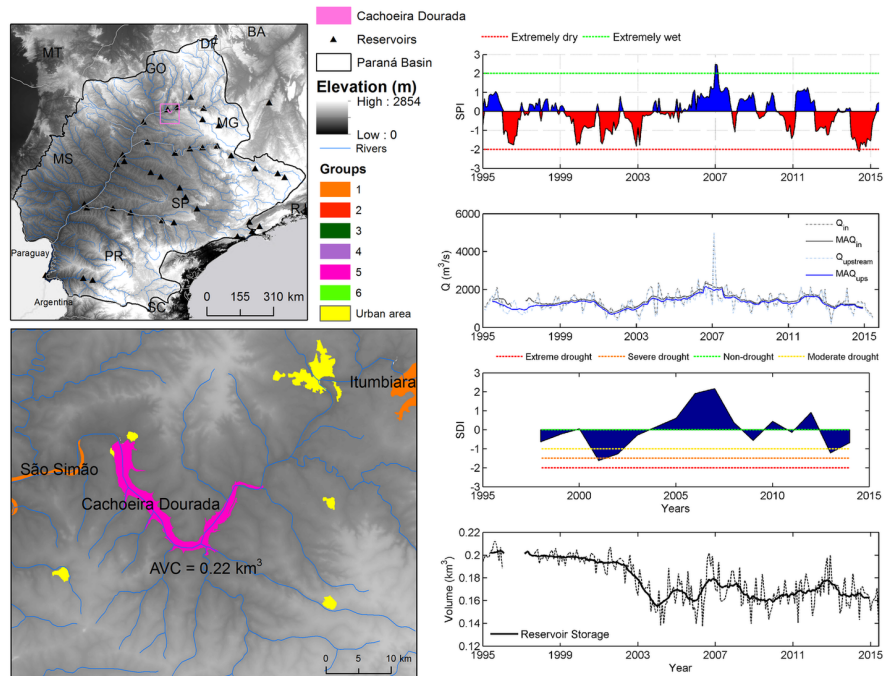 Cachoeira Dourada
Reservoirs
Paraná Basin
Elevation (m)
High : 2854
Low : 0
Rivers
Groups
1
2
3
4
5
6
Urban area
MT
GO
DF
BA
MG
MS
SP
RJ
PR
Paraguay
Argentina
SC
0 155 310 km
Itumbiara
São Simão
Cachoeira Dourada
AVC = 0.22 km³
0 5 10 km
Extremely dry
Extremely wet
SPI
3
2
1
0
-1
-2
-3
1995 1999 2003 2007 2011 2015
Q (m³/s)
6000
4000
2000
0
Q_in
MAQ_in
Q_upstream
MAQ_ups
1995 1999 2003 2007 2011 2015
Extreme drought
Severe drought
Non-drought
Moderate drought
SDI
3
2
1
0
-1
-2
-3
1995 2000 2005 2010 2015
Years
Volume (km³)
0.22
0.2
0.18
0.16
0.14
0.12
Reservoir Storage
1995 1999 2003 2007 2011 2015
Year